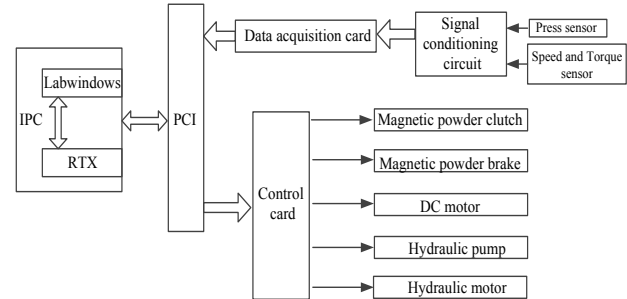 Labwindows
IPC
RTX
PCI
Data acquisition card
Signal
conditioning
circuit
Press sensor
Speed and Torque
sensor
Control
card
Magnetic powder clutch
Magnetic powder brake
DC motor
Hydraulic pump
Hydraulic motor